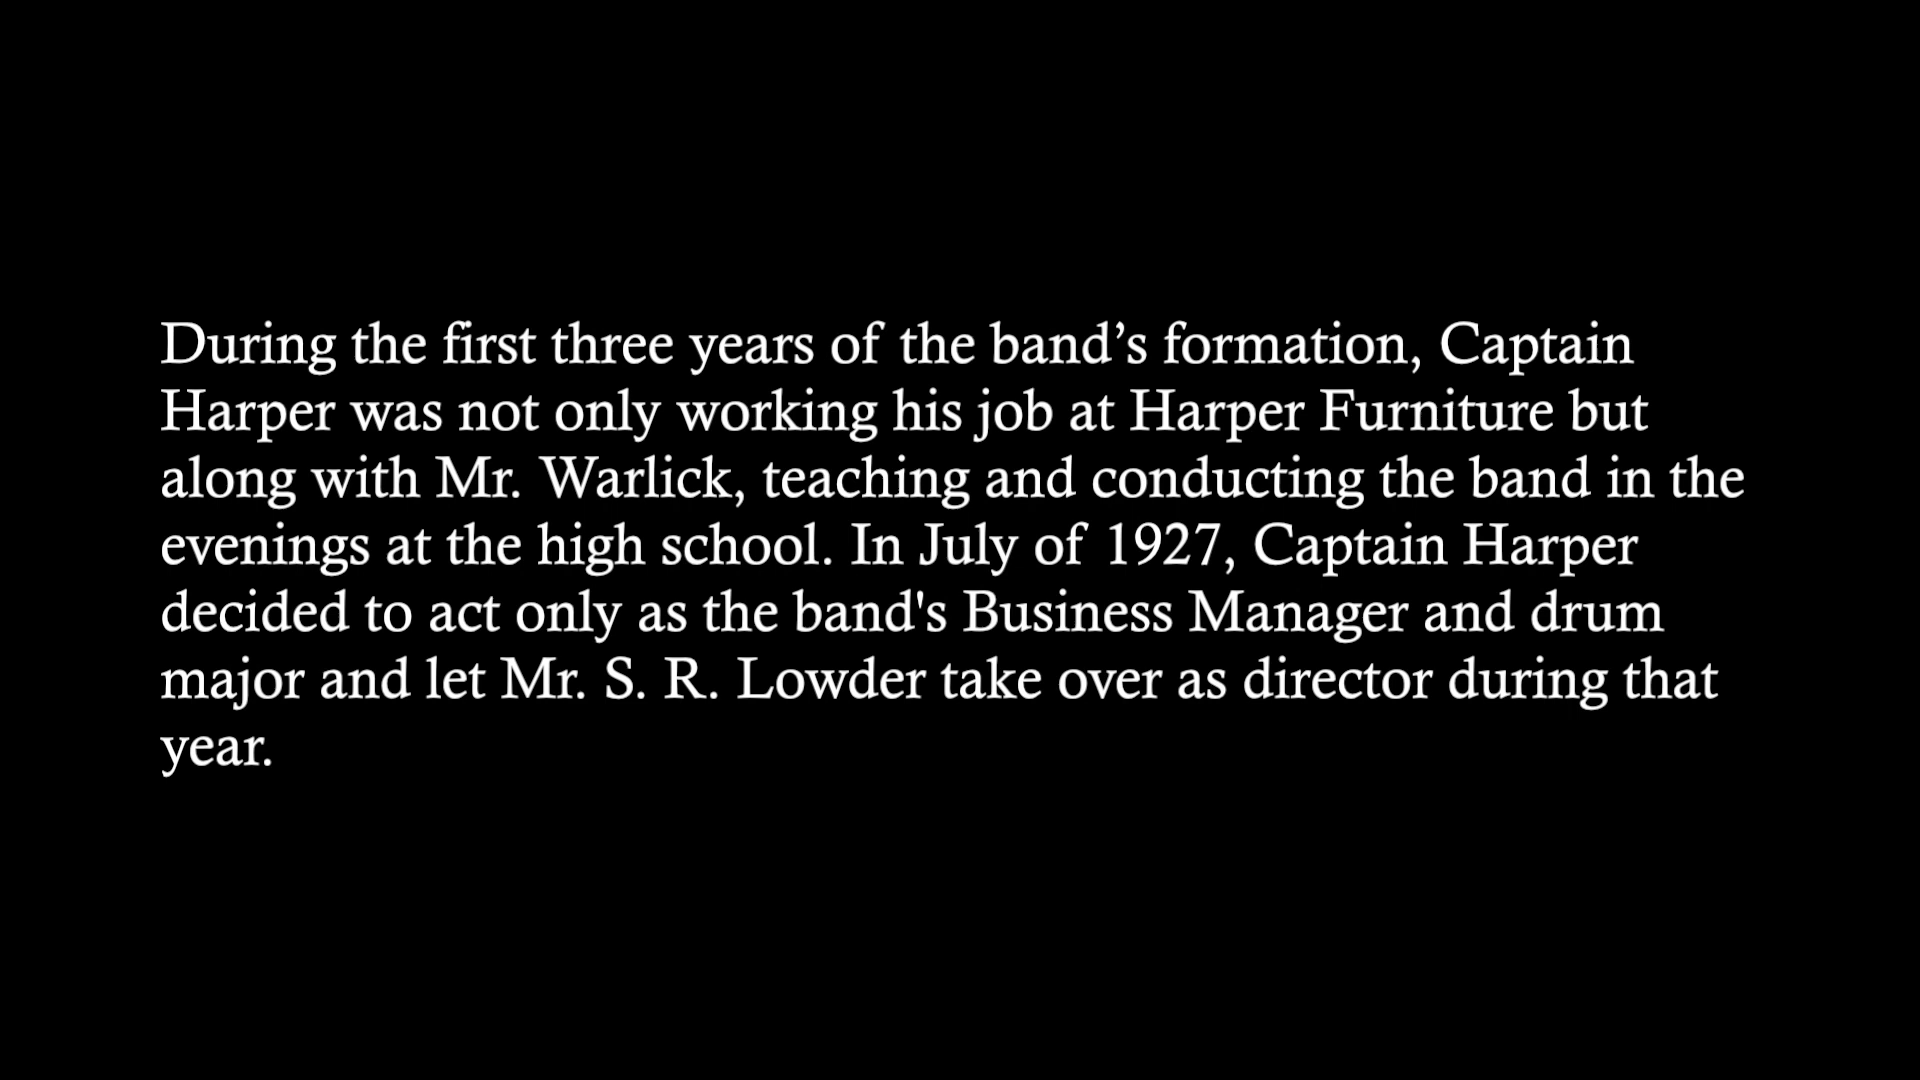 During the first three years of the band’s formation, Captain
Harper was not only working his job at Harper Furniture but
along with Mr. Warlick, teaching and conducting the band in the
evenings at the high school. In July of 1927, Captain Harper
decided to act only as the band's Business Manager and drum
major and let Mr. S. R. Lowder take over as director during that
year.